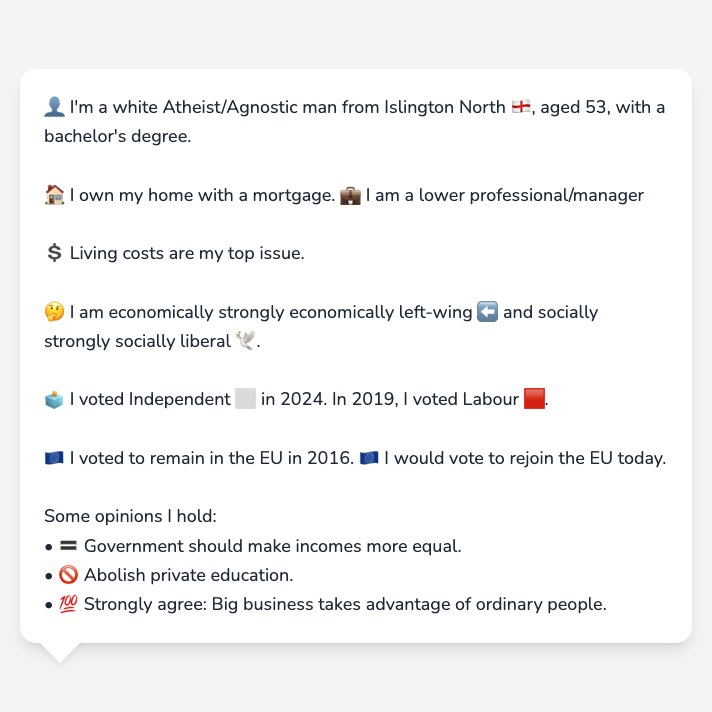 👤 I'm a white Atheist/Agnostic man from Islington North 🏴󠁧󠁢󠁥󠁮󠁧󠁿, aged 53, with a
bachelor's degree.
🏠 I own my home with a mortgage. 💼 I am a lower professional/manager
💲 Living costs are my top issue.
🤔 I am economically strongly economically left-wing ⬅️ and socially
strongly socially liberal 🕊️.
🗳️ I voted Independent ⬜ in 2024. In 2019, I voted Labour 🟥.
🇪🇺 I voted to remain in the EU in 2016. 🇪🇺 I would vote to rejoin the EU today.
Some opinions I hold:
• 🟰 Government should make incomes more equal.
• 🚫 Abolish private education.
• 💯 Strongly agree: Big business takes advantage of ordinary people.